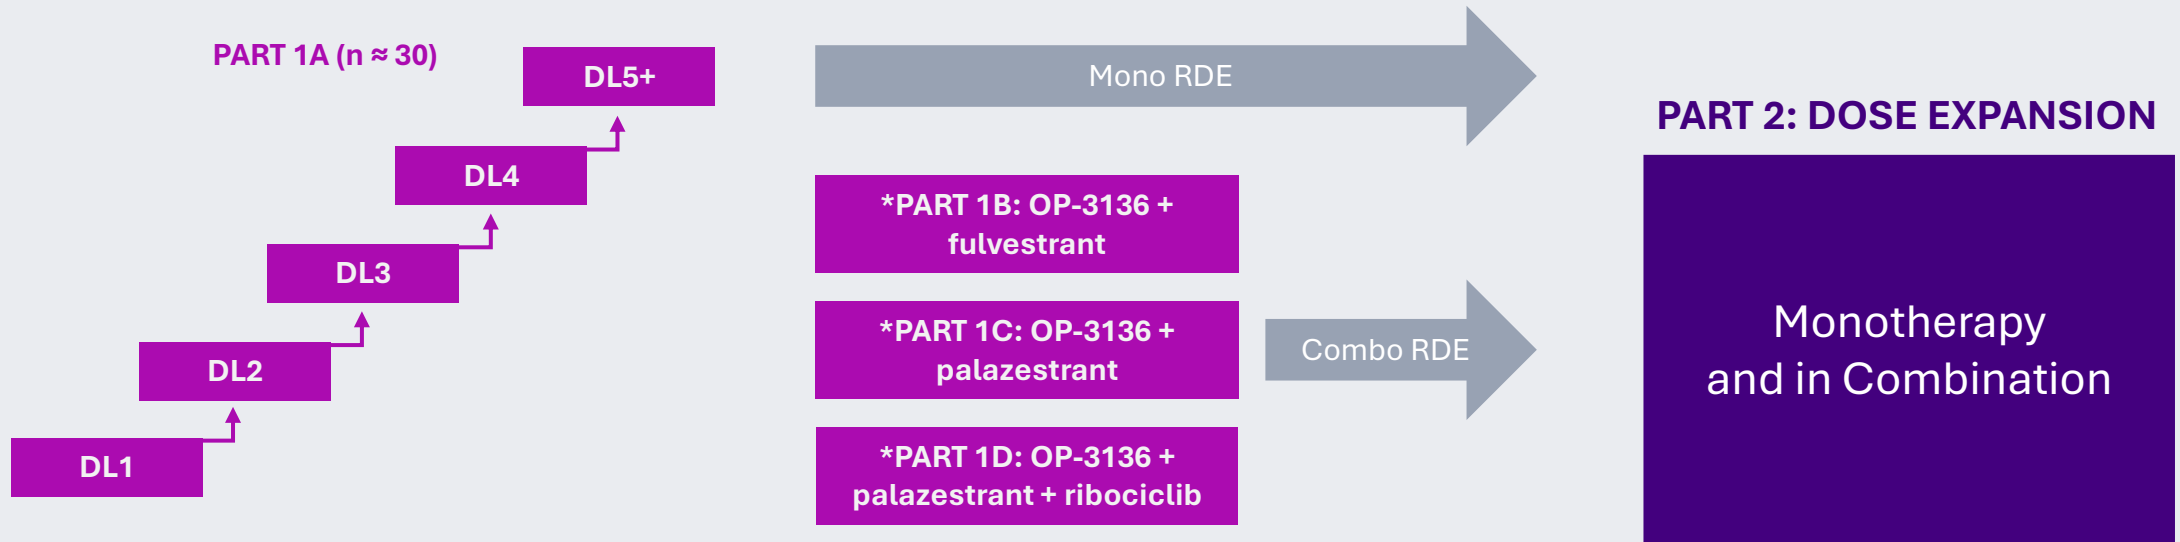 PART 1A (n ≈ 30)
DL5+
DL4
DL3
DL2
DL1
Mono RDE
*PART 1B: OP-3136 +
fulvestrant
*PART 1C: OP-3136 +
palazestrant
*PART 1D: OP-3136 +
palazestrant + ribociclib
Combo RDE
PART 2: DOSE EXPANSION
Monotherapy
and in Combination